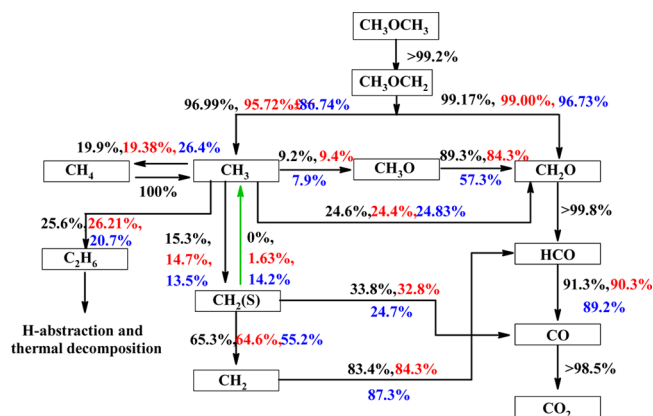 CH₃OCH₃
>99.2%
CH₃OCH₂
96.99%, 95.72%, 86.74%
99.17%, 99.00%, 96.73%
19.9%, 19.38%, 26.4%
9.2%, 9.4%
89.3%, 84.3%
CH₄
CH₃
CH₃O
CH₂O
100%
7.9%
57.3%
25.6%, 26.21%,
20.7%
24.6%, 24.4%, 24.83%
>99.8%
15.3%,
14.7%,
13.5%
0%,
1.63%,
14.2%
C₂H₆
HCO
33.8%, 32.8%
24.7%
91.3%, 90.3%
89.2%
CH₂(S)
H-abstraction and
thermal decomposition
65.3%, 64.6%, 55.2%
CO
83.4%, 84.3%
87.3%
>98.5%
CH₂
CO₂